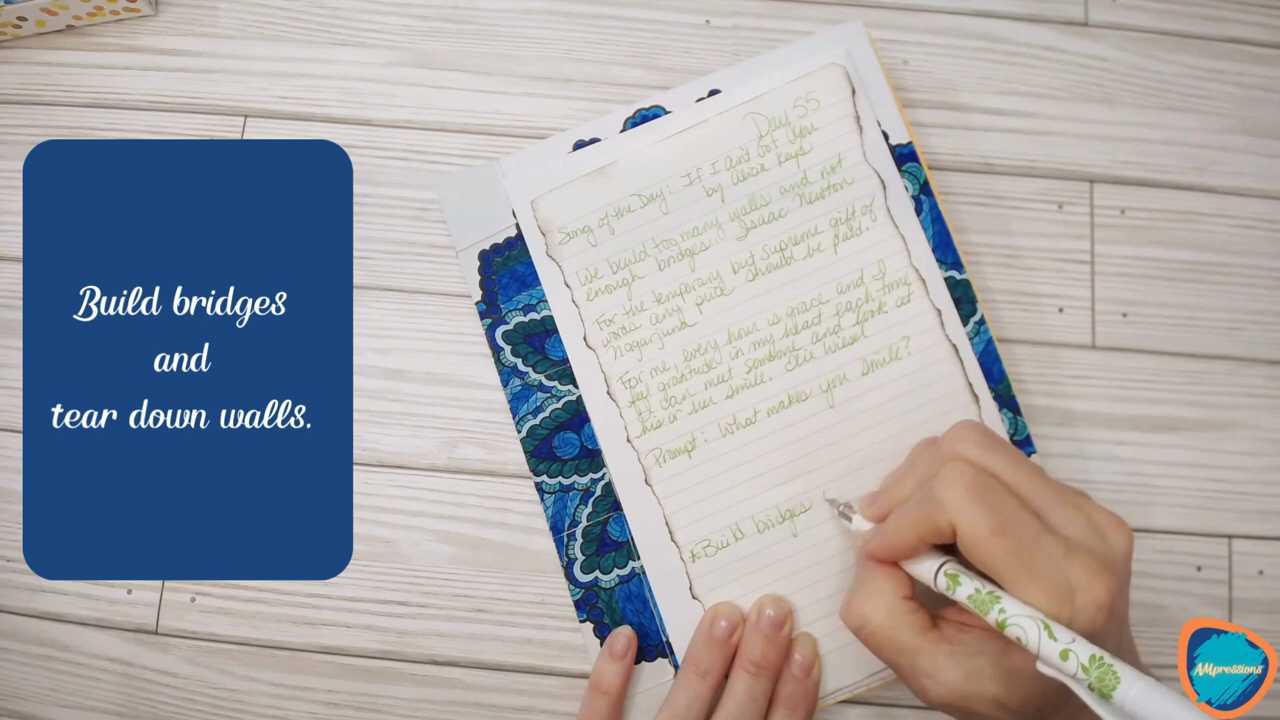 Build bridges
and
tear down walls.
Day 55
Song of the Day: If I ain't got you
by Alisa Keys
We build too many walls and not
enough bridges. Isaac Newton
For the temporary but supreme gift of
words any price should be paid.
Nagarjuna
For me, every hour is grace and I
feel gratitude in my heart each time
I can meet someone and look at
his or her smile. Elie Wiesel
Prompt: What makes you smile?
*Build bridges
AMpressions